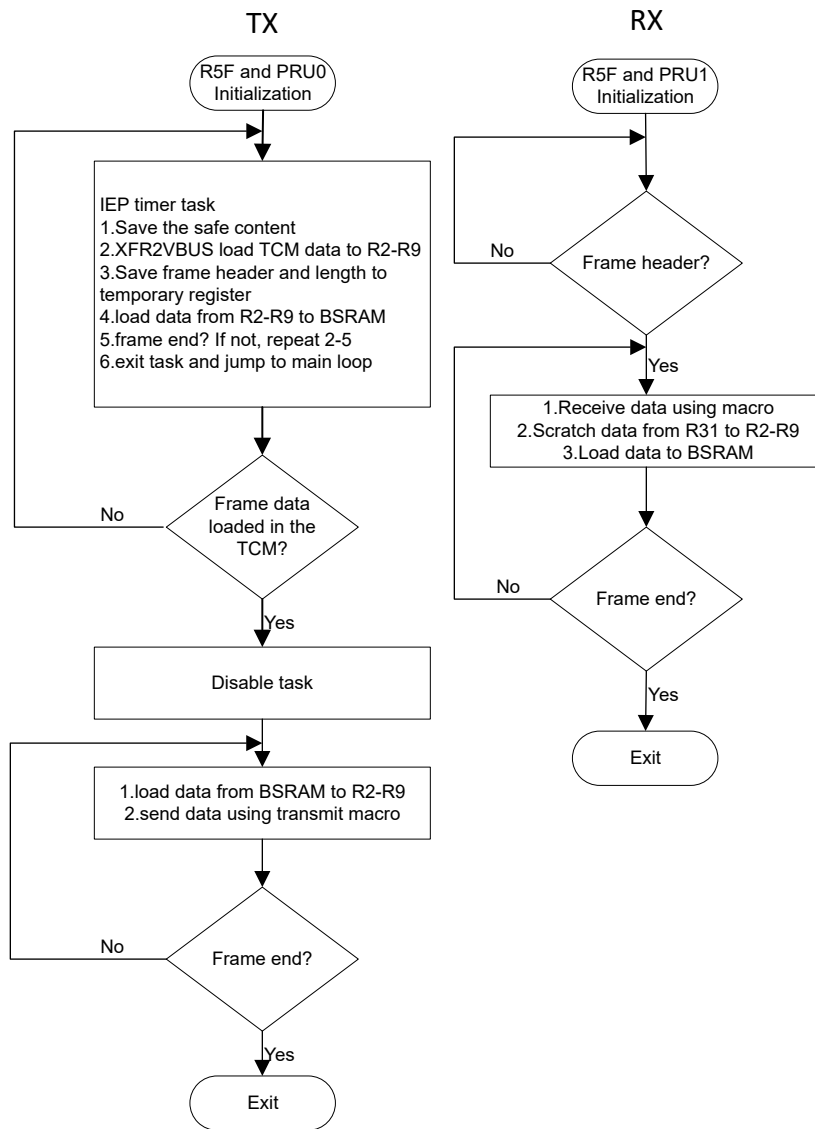 TX
R5F and PRU0
Initialization
IEP timer task
1.Save the safe content
2.XFR2VBUS load TCM data to R2-R9
3.Save frame header and length to
temporary register
4.load data from R2-R9 to BSRAM
5.frame end? If not, repeat 2-5
6.exit task and jump to main loop
No
Frame data
loaded in the
TCM?
Yes
Disable task
1.load data from BSRAM to R2-R9
2.send data using transmit macro
No
Frame end?
Yes
Exit
RX
R5F and PRU1
Initialization
No
Frame header?
Yes
1.Receive data using macro
2.Scratch data from R31 to R2-R9
3.Load data to BSRAM
No
Frame end?
Yes
Exit